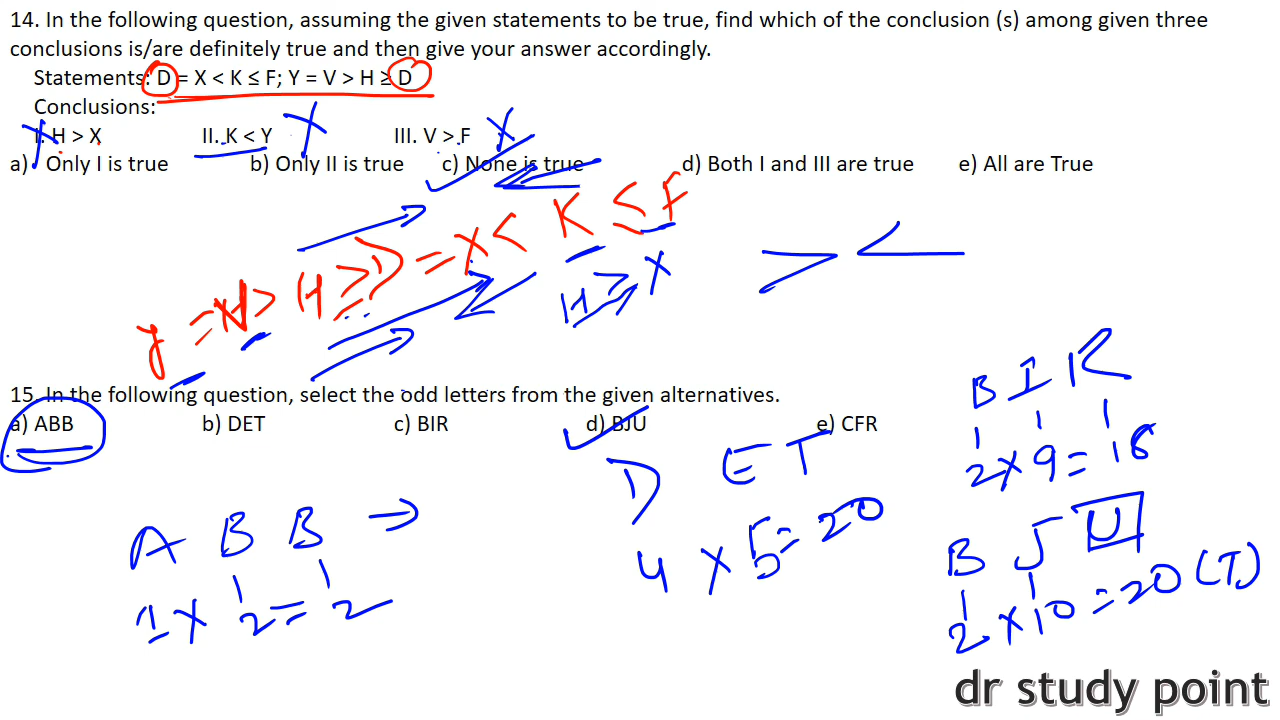 14. In the following question, assuming the given statements to be true, find which of the conclusion (s) among given three
conclusions is/are definitely true and then give your answer accordingly.
Statements: D = X < K ≤ F; Y = V > H ≥ D
Conclusions:
I. H > X II. K < Y III. V > F
a) Only I is true b) Only II is true c) None is true d) Both I and III are true e) All are True
y = V > H ≥ D = X < K ≤ F
H ≥ X
> <
15. In the following question, select the odd letters from the given alternatives.
a) ABB b) DET c) BIR d) BJU e) CFR
B I R
2 × 9 = 18
D E T
4 × 5 = 20
A B B →
1 × 2 = 2
B J U
2 × 10 = 20 (T)
dr study point